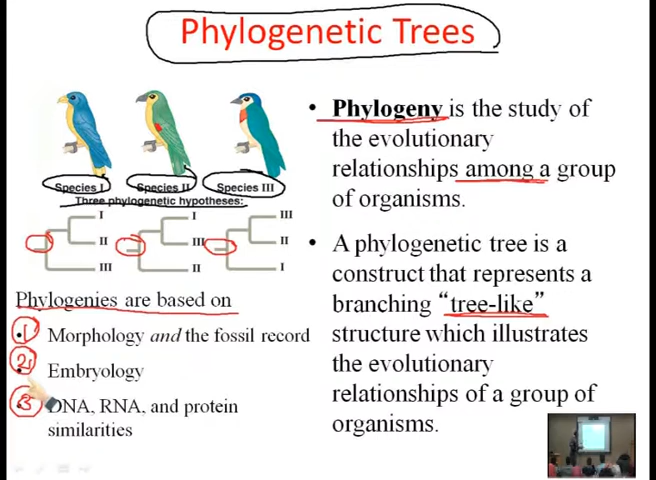 Phylogenetic Trees
Species I Species II Species III
Three phylogenetic hypotheses:
I I III
II III II
III II I
Phylogenies are based on
1 Morphology and the fossil record
2 Embryology
3 DNA, RNA, and protein
similarities
• Phylogeny is the study of
the evolutionary
relationships among a group
of organisms.
• A phylogenetic tree is a
construct that represents a
branching “tree-like”
structure which illustrates
the evolutionary
relationships of a group of
organisms.